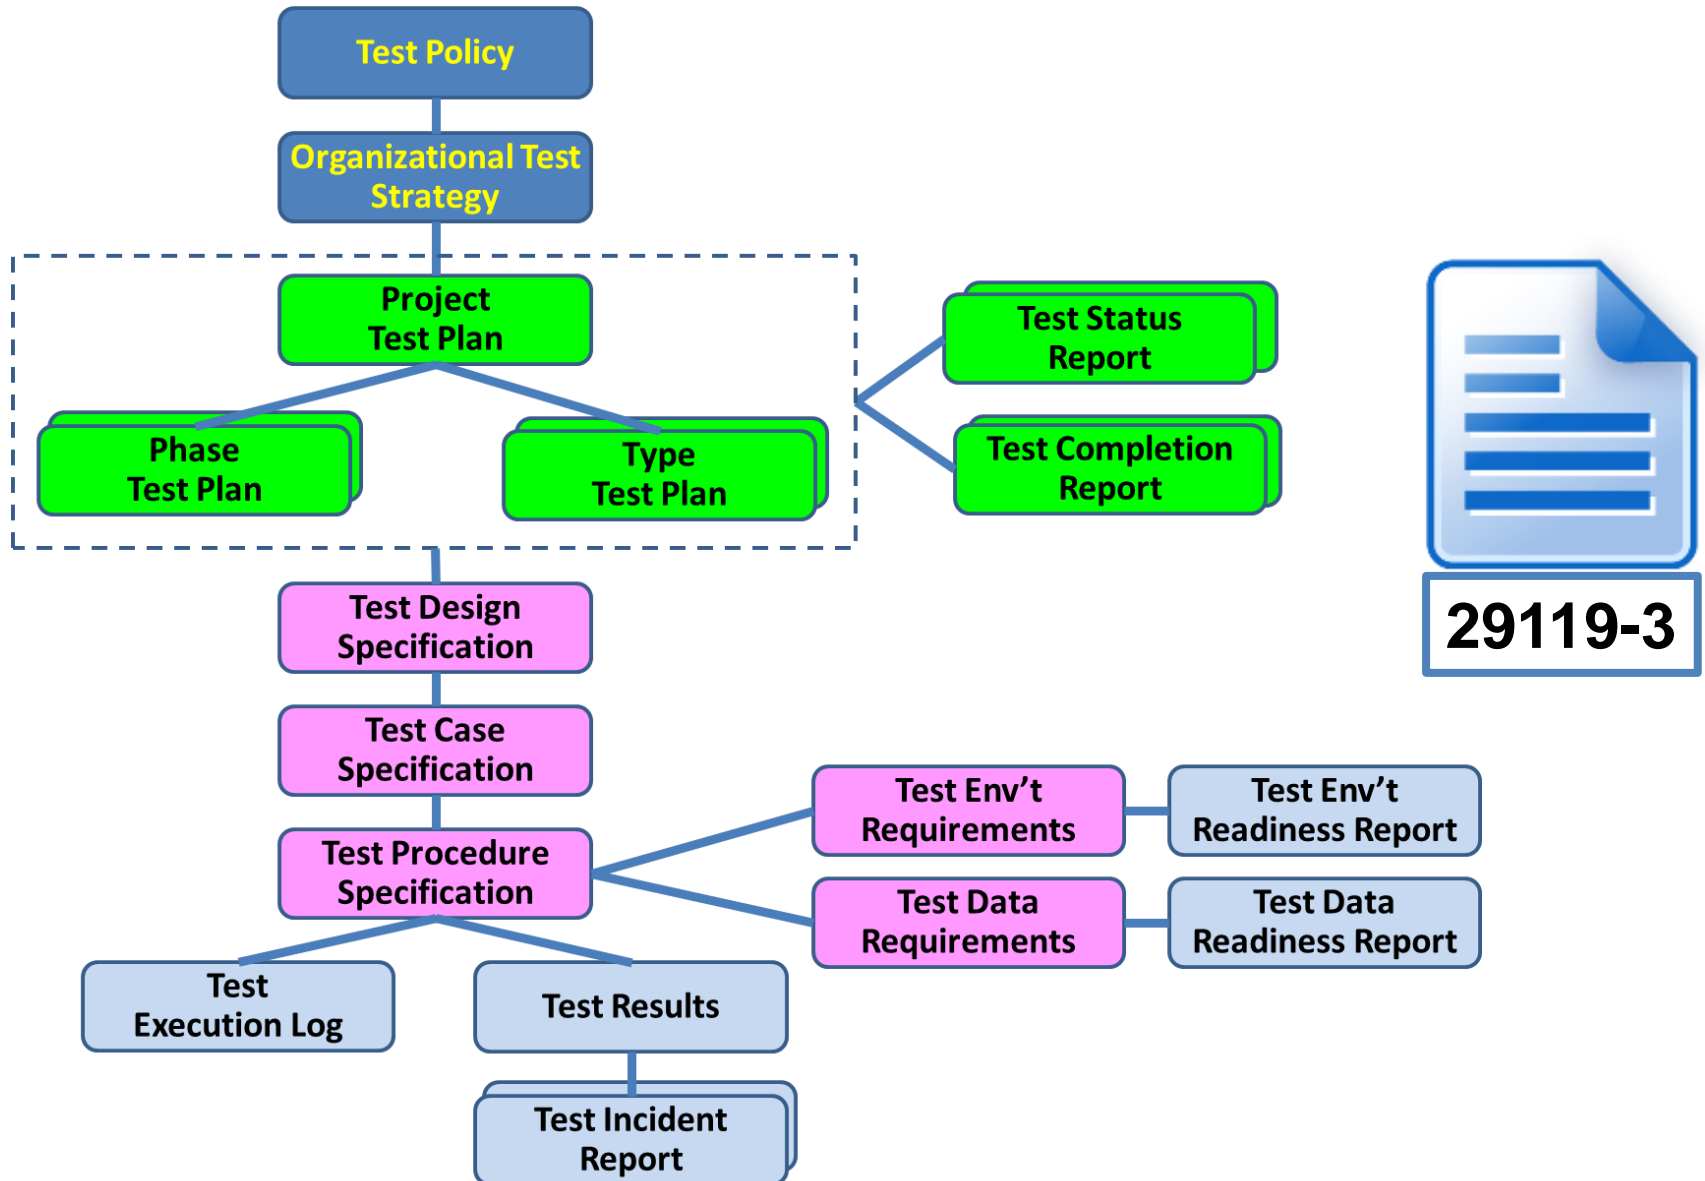 Test Policy
Organizational Test
Strategy
Project
Test Plan
Phase
Test Plan
Type
Test Plan
Test Status
Report
Test Completion
Report
29119-3
Test Design
Specification
Test Case
Specification
Test Procedure
Specification
Test Env’t
Requirements
Test Env’t
Readiness Report
Test Data
Requirements
Test Data
Readiness Report
Test
Execution Log
Test Results
Test Incident
Report